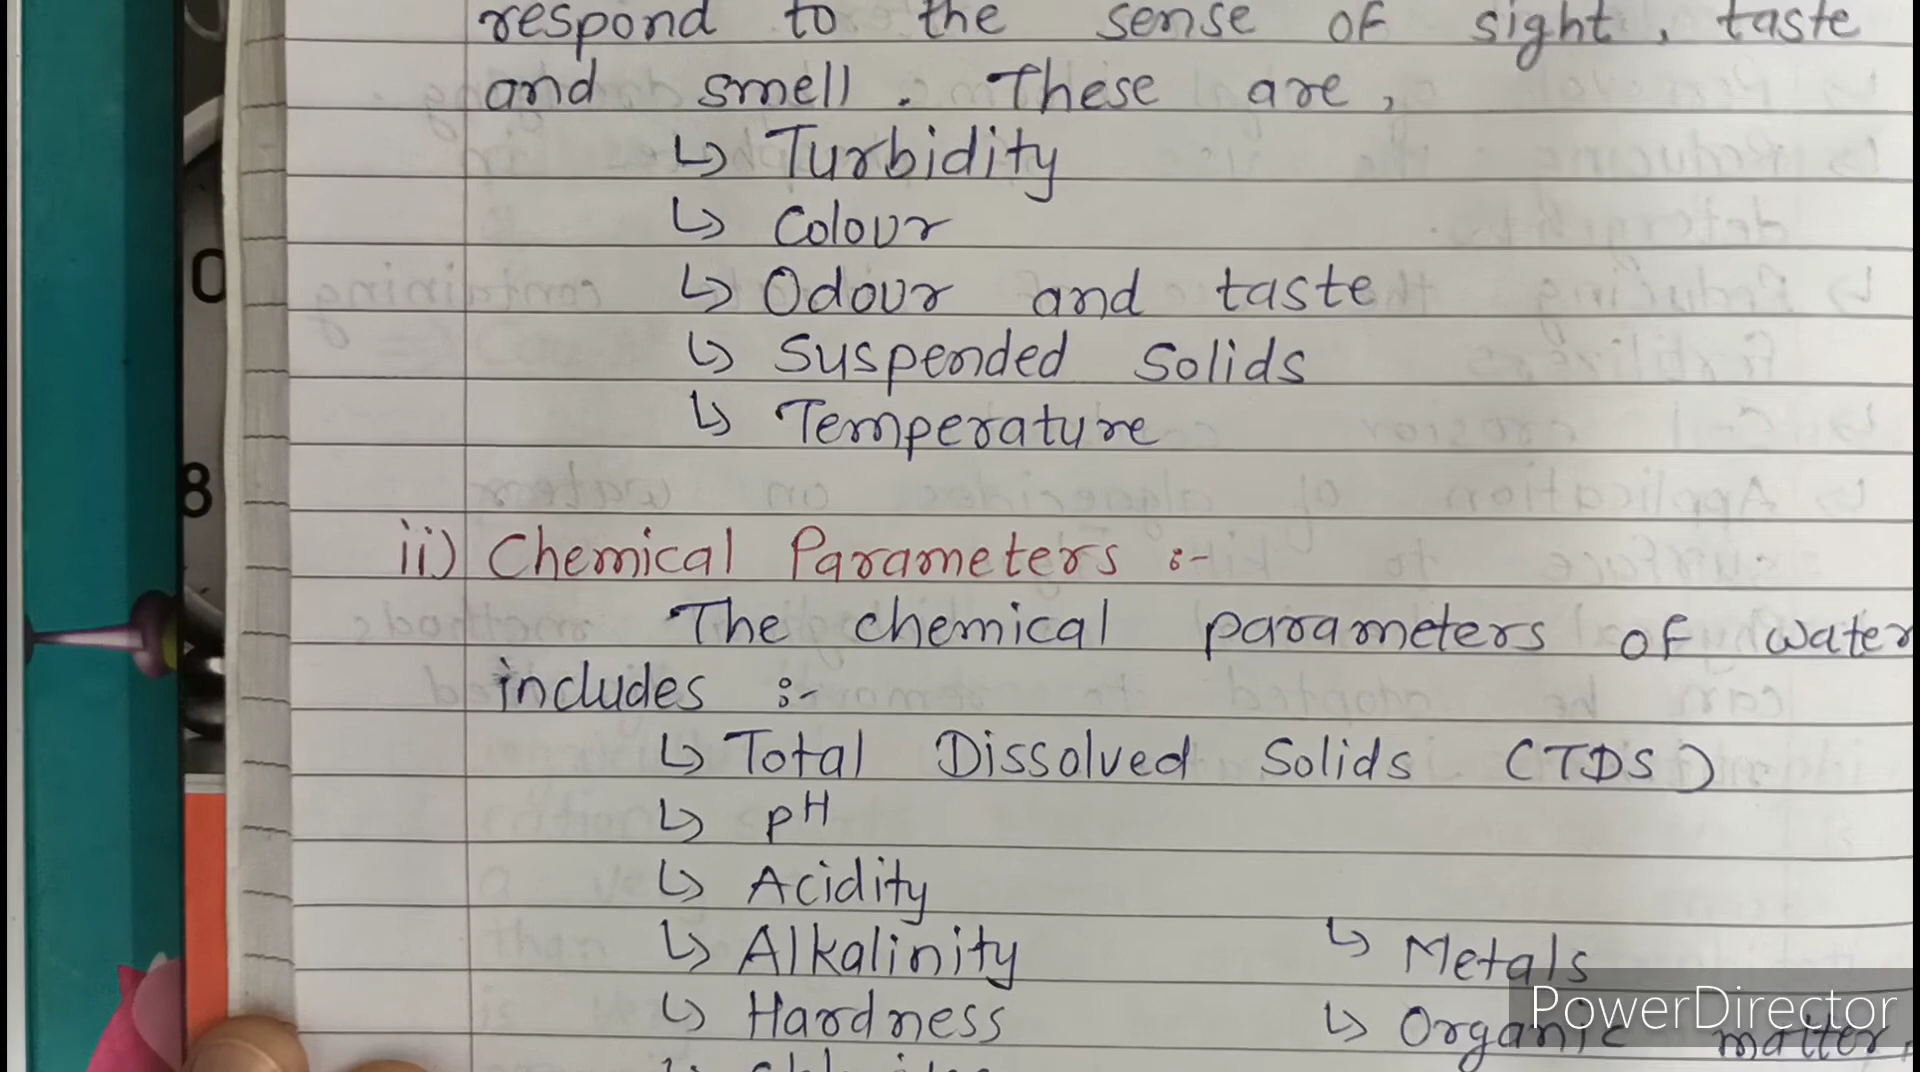 respond to the sense of sight, taste
and smell. These are,
↳ Turbidity
↳ Colour
↳ Odour and taste
↳ Suspended Solids
↳ Temperature
ii) Chemical Parameters :-
The chemical parameters of water
includes :-
↳ Total Dissolved Solids (TDS)
↳ pH
↳ Acidity
↳ Alkalinity
↳ Metals
↳ Hardness
↳ Organic matter
PowerDirector
0
8